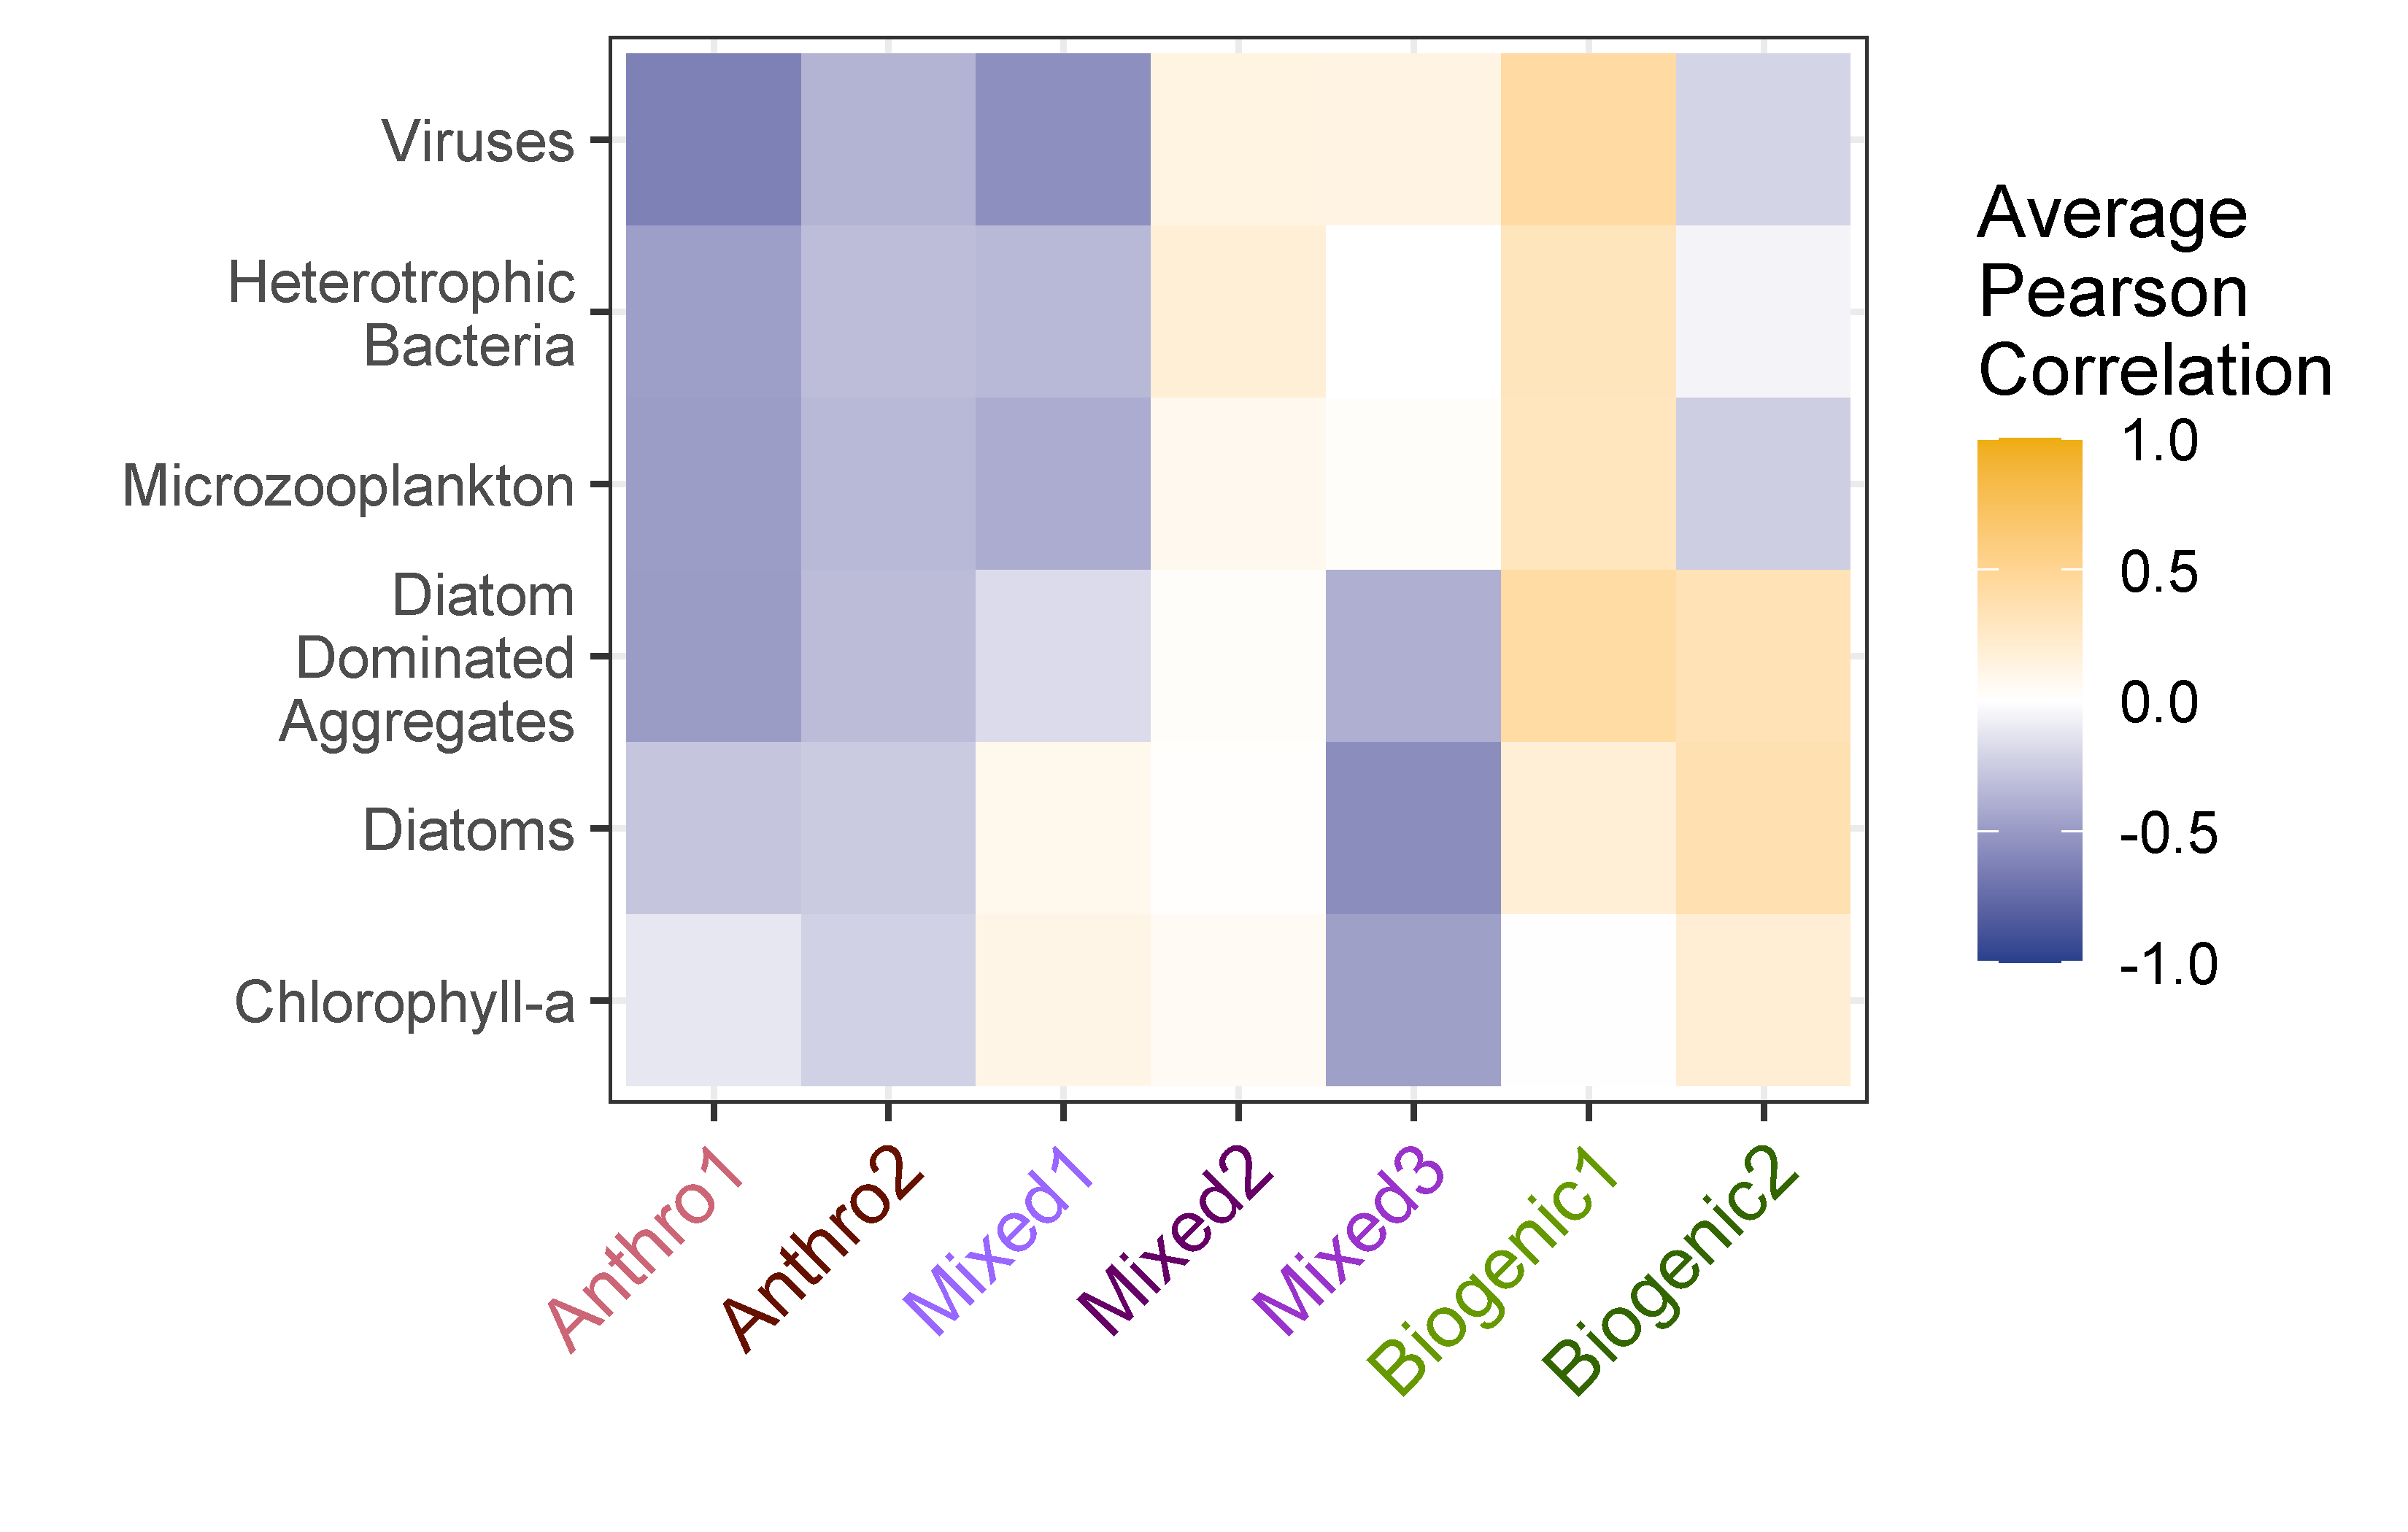 Viruses
Heterotrophic
Bacteria
Microzooplankton
Diatom
Dominated
Aggregates
Diatoms
Chlorophyll-a
Anthro1
Anthro2
Mixed1
Mixed2
Mixed3
Biogenic1
Biogenic2
Average
Pearson
Correlation
1.0
0.5
0.0
-0.5
-1.0